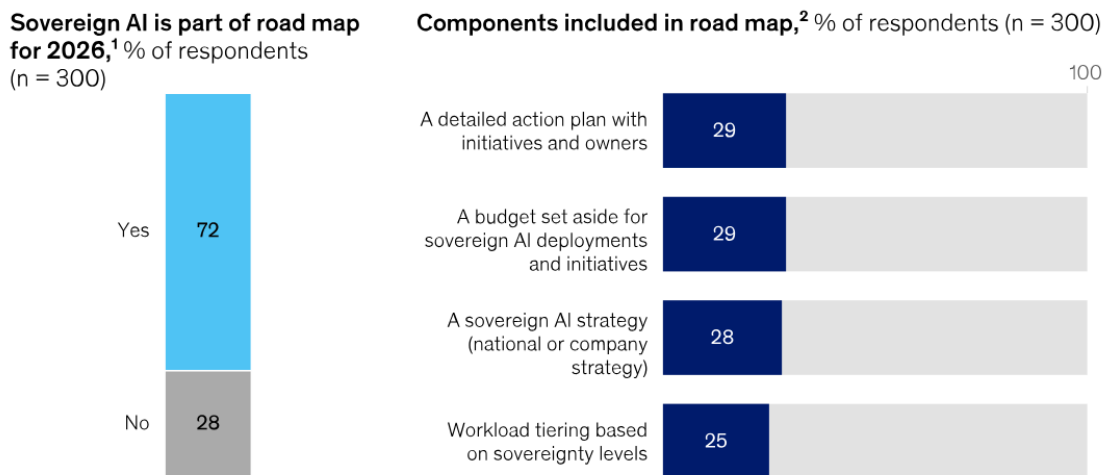 Sovereign AI is part of road map
for 2026,¹ % of respondents
(n = 300)
Yes
72
No
28
Components included in road map,² % of respondents (n = 300)
100
A detailed action plan with
initiatives and owners
29
A budget set aside for
sovereign AI deployments
and initiatives
29
A sovereign AI strategy
(national or company
strategy)
28
Workload tiering based
on sovereignty levels
25